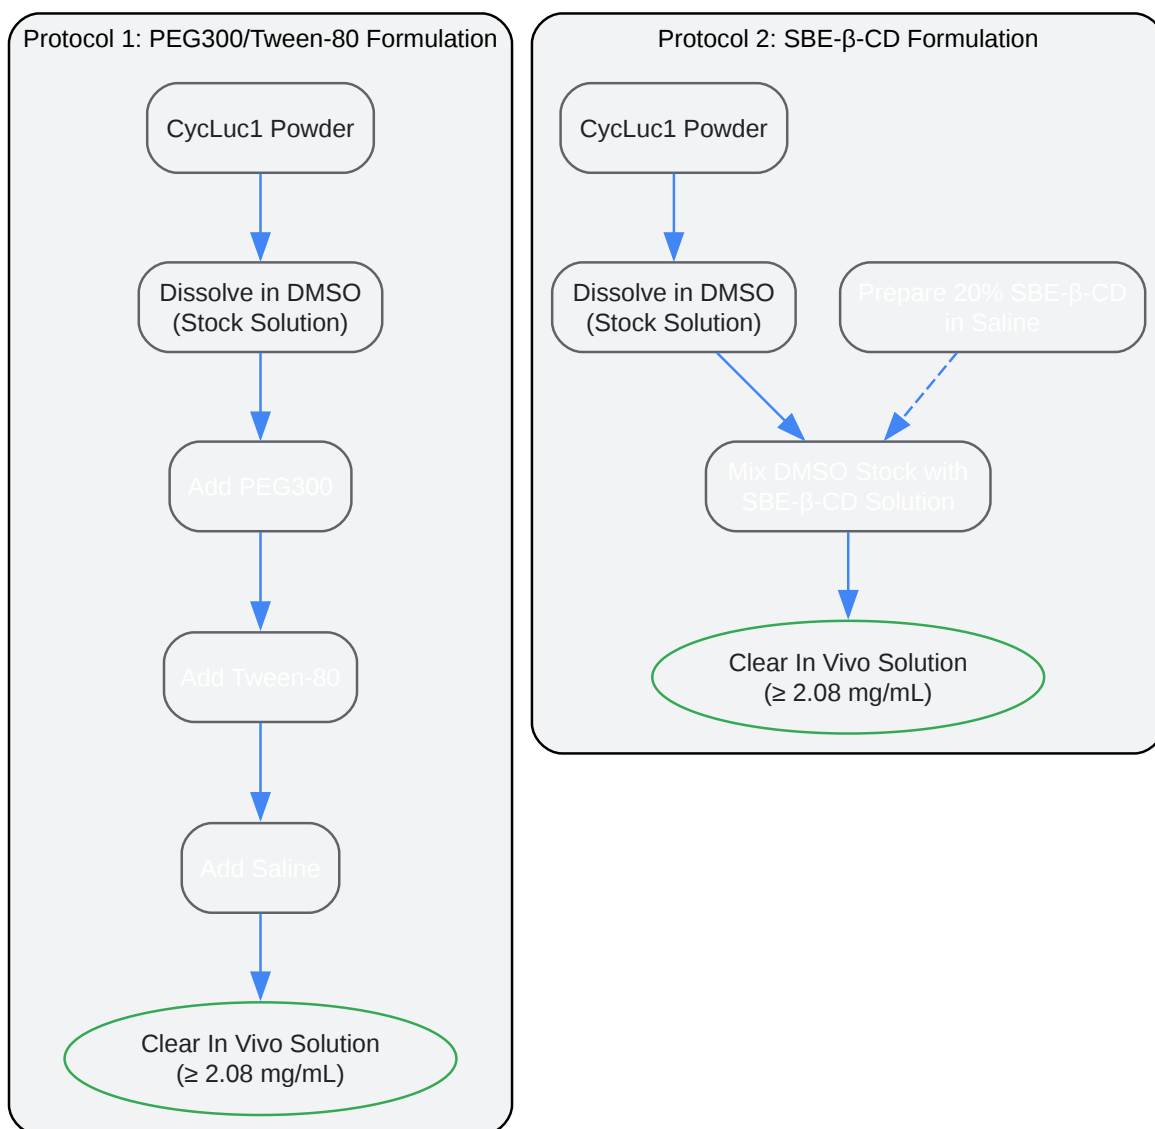 Protocol 1: PEG300/Tween-80 Formulation
CycLuc1 Powder
Dissolve in DMSO
(Stock Solution)
Add PEG300
Add Tween-80
Add Saline
Clear In Vivo Solution
(≥ 2.08 mg/mL)
Protocol 2: SBE-β-CD Formulation
CycLuc1 Powder
Dissolve in DMSO
(Stock Solution)
Prepare 20% SBE-β-CD
in Saline
Mix DMSO Stock with
SBE-β-CD Solution
Clear In Vivo Solution
(≥ 2.08 mg/mL)